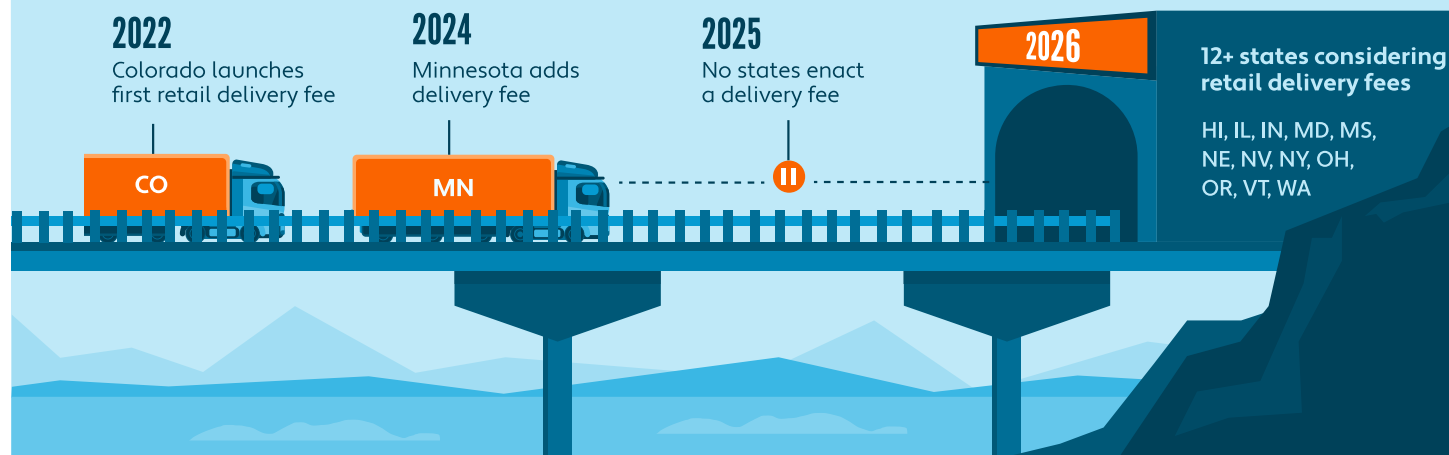 2022
Colorado launches
first retail delivery fee
CO
2024
Minnesota adds
delivery fee
MN
2025
No states enact
a delivery fee
2026
12+ states considering
retail delivery fees
HI, IL, IN, MD, MS,
NE, NV, NY, OH,
OR, VT, WA